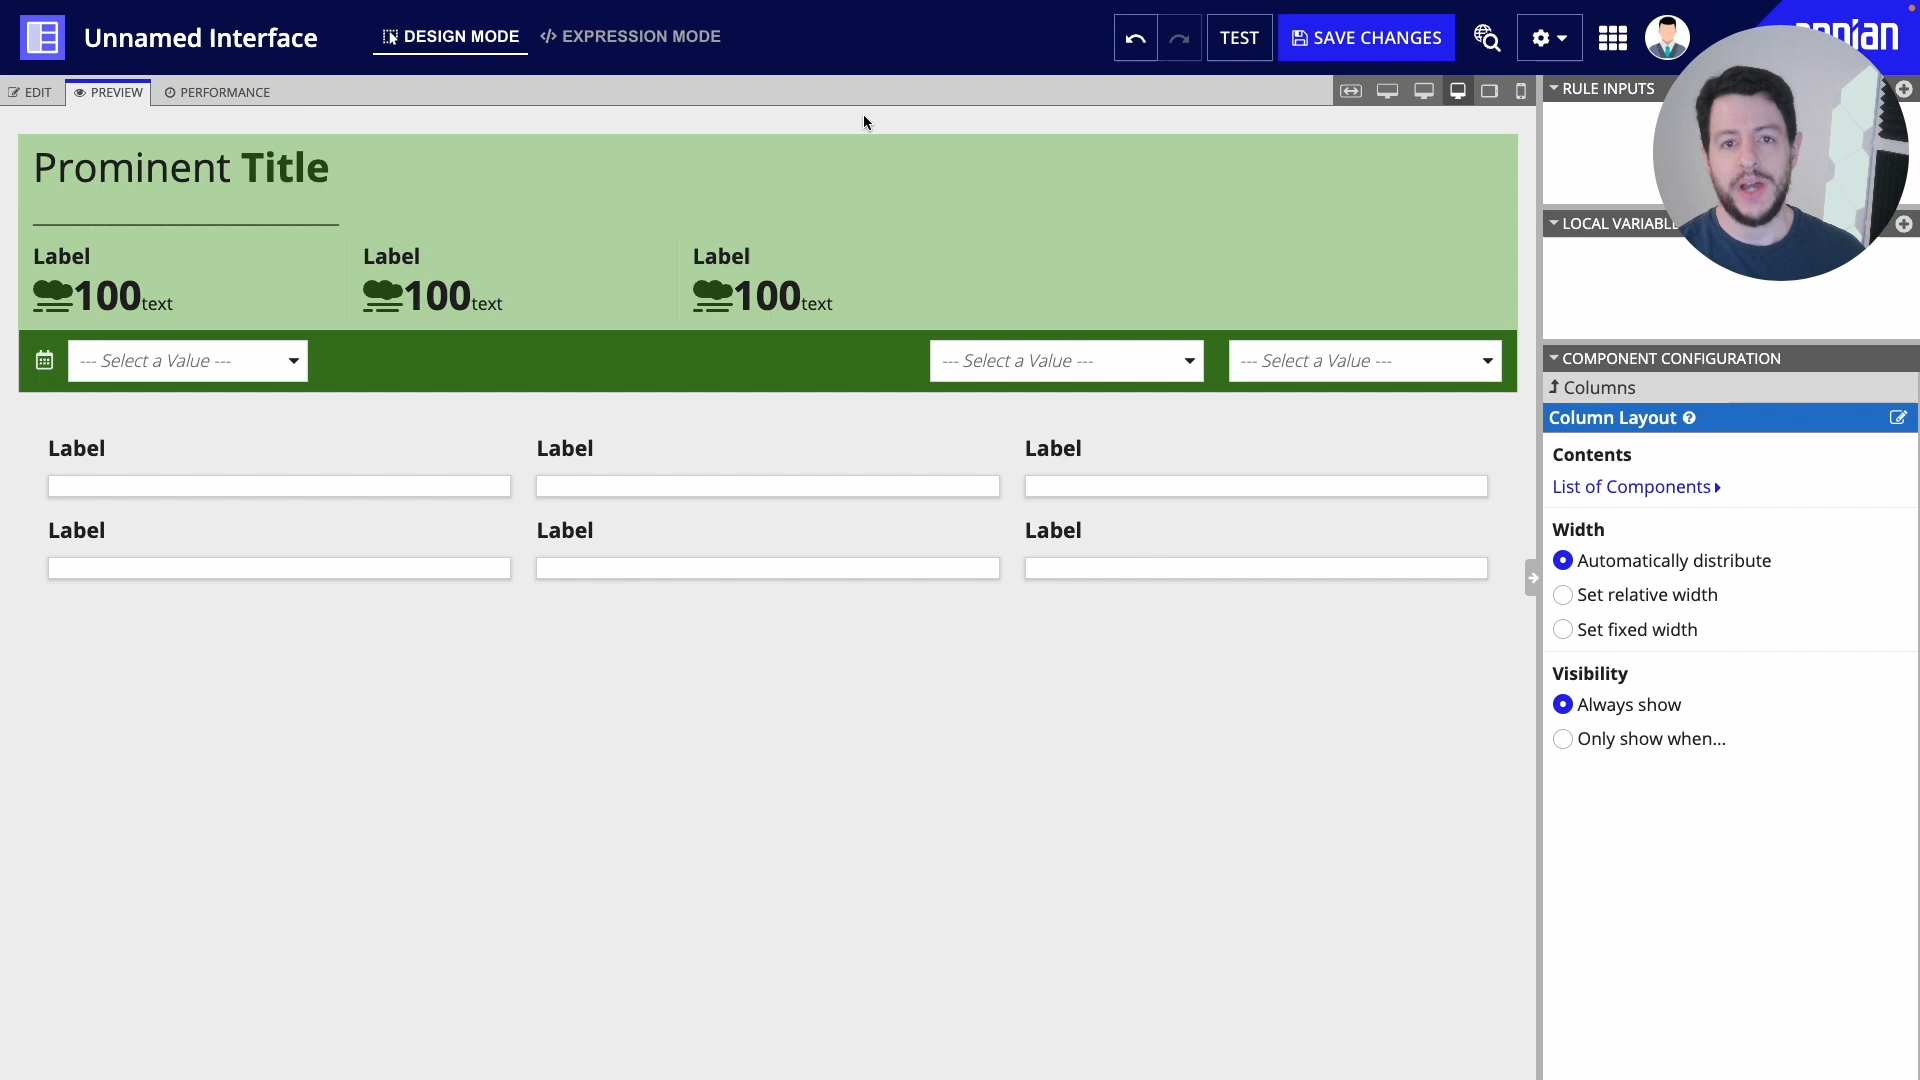 Unnamed Interface
DESIGN MODE
</> EXPRESSION MODE
TEST
SAVE CHANGES
EDIT
PREVIEW
PERFORMANCE
RULE INPUTS
Prominent Title
Label
100text
Label
100text
Label
100text
--- Select a Value ---
--- Select a Value ---
--- Select a Value ---
Label
Label
Label
Label
Label
Label
COMPONENT CONFIGURATION
Columns
Column Layout
Contents
List of Components
Width
Automatically distribute
Set relative width
Set fixed width
Visibility
Always show
Only show when...